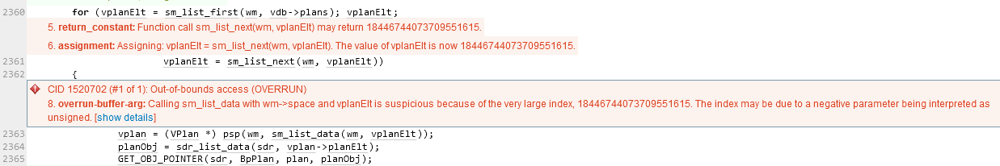 2360 for (vplanElt = sm_list_first(wm, vdb->plans); vplanElt;
5. return_constant: Function call sm_list_next(wm, vplanElt) may return 18446744073709551615.
6. assignment: Assigning: vplanElt = sm_list_next(wm, vplanElt). The value of vplanElt is now 18446744073709551615.
2361 vplanElt = sm_list_next(wm, vplanElt))
2362 {
CID 1520702 (#1 of 1): Out-of-bounds access (OVERRUN)
8. overrun-buffer-arg: Calling sm_list_data with wm->space and vplanElt is suspicious because of the very large index, 18446744073709551615. The index may be due to a negative parameter being interpreted as
unsigned. [show details]
2363 vplan = (VPlan *) psp(wm, sm_list_data(wm, vplanElt));
2364 planObj = sdr_list_data(sdr, vplan->planElt);
2365 GET_OBJ_POINTER(sdr, BpPlan, plan, planObj);